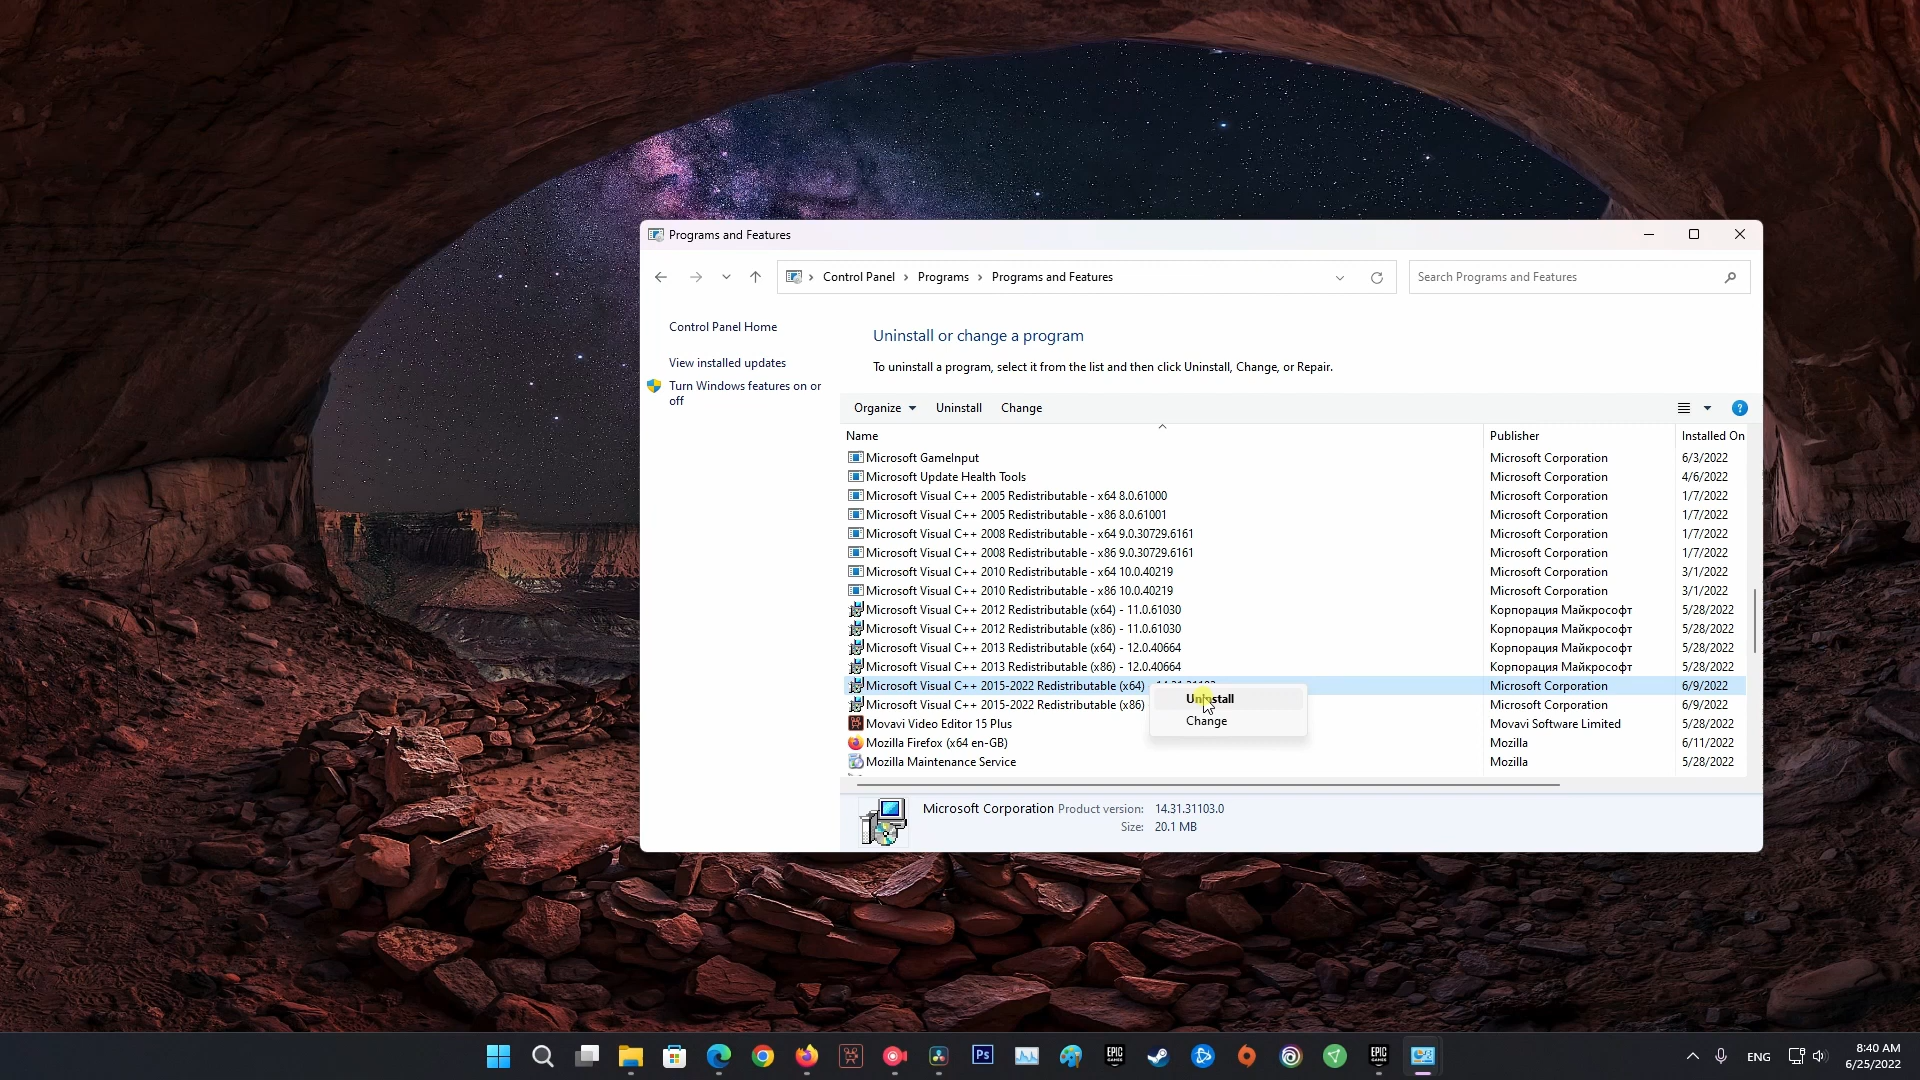 Programs and Features
Control Panel
Programs
Programs and Features
Search Programs and Features
Control Panel Home
View installed updates
Turn Windows features on or
off
Uninstall or change a program
To uninstall a program, select it from the list and then click Uninstall, Change, or Repair.
Organize
Uninstall
Change
Name
Publisher
Installed On
Microsoft GameInput
Microsoft Corporation
6/3/2022
Microsoft Update Health Tools
Microsoft Corporation
4/6/2022
Microsoft Visual C++ 2005 Redistributable - x64 8.0.61000
Microsoft Corporation
1/7/2022
Microsoft Visual C++ 2005 Redistributable - x86 8.0.61001
Microsoft Corporation
1/7/2022
Microsoft Visual C++ 2008 Redistributable - x64 9.0.30729.6161
Microsoft Corporation
1/7/2022
Microsoft Visual C++ 2008 Redistributable - x86 9.0.30729.6161
Microsoft Corporation
1/7/2022
Microsoft Visual C++ 2010 Redistributable - x64 10.0.40219
Microsoft Corporation
3/1/2022
Microsoft Visual C++ 2010 Redistributable - x86 10.0.40219
Microsoft Corporation
3/1/2022
Microsoft Visual C++ 2012 Redistributable (x64) - 11.0.61030
Корпорация Майкрософт
5/28/2022
Microsoft Visual C++ 2012 Redistributable (x86) - 11.0.61030
Корпорация Майкрософт
5/28/2022
Microsoft Visual C++ 2013 Redistributable (x64) - 12.0.40664
Корпорация Майкрософт
5/28/2022
Microsoft Visual C++ 2013 Redistributable (x86) - 12.0.40664
Корпорация Майкрософт
5/28/2022
Microsoft Visual C++ 2015-2022 Redistributable (x64)
Microsoft Corporation
6/9/2022
Uninstall
Microsoft Visual C++ 2015-2022 Redistributable (x86)
Microsoft Corporation
6/9/2022
Change
Movavi Video Editor 15 Plus
Movavi Software Limited
5/28/2022
Mozilla Firefox (x64 en-GB)
Mozilla
6/11/2022
Mozilla Maintenance Service
Mozilla
5/28/2022
Microsoft Corporation Product version: 14.31.31103.0
Size: 20.1 MB
Ps
EPIC
GAMES
EPIC
GAMES
ENG
8:40 AM
6/25/2022